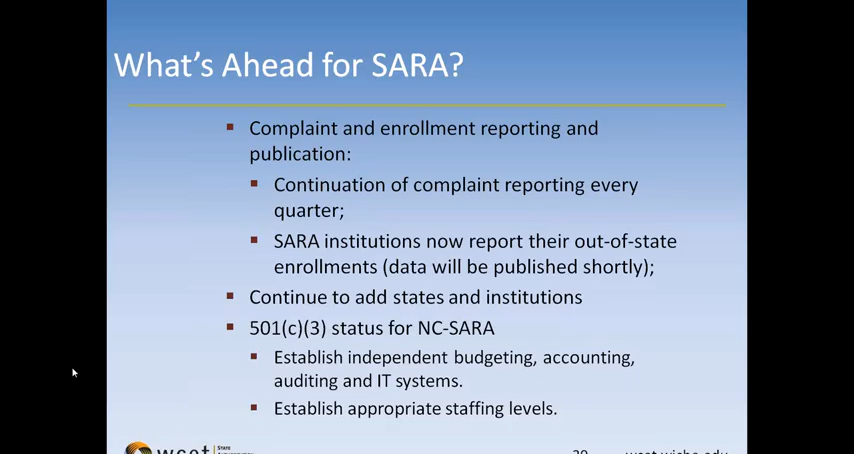 What's Ahead for SARA?
▪ Complaint and enrollment reporting and
publication:
▪ Continuation of complaint reporting every
quarter;
▪ SARA institutions now report their out-of-state
enrollments (data will be published shortly);
▪ Continue to add states and institutions
▪ 501(c)(3) status for NC-SARA
▪ Establish independent budgeting, accounting,
auditing and IT systems.
▪ Establish appropriate staffing levels.
wcet State